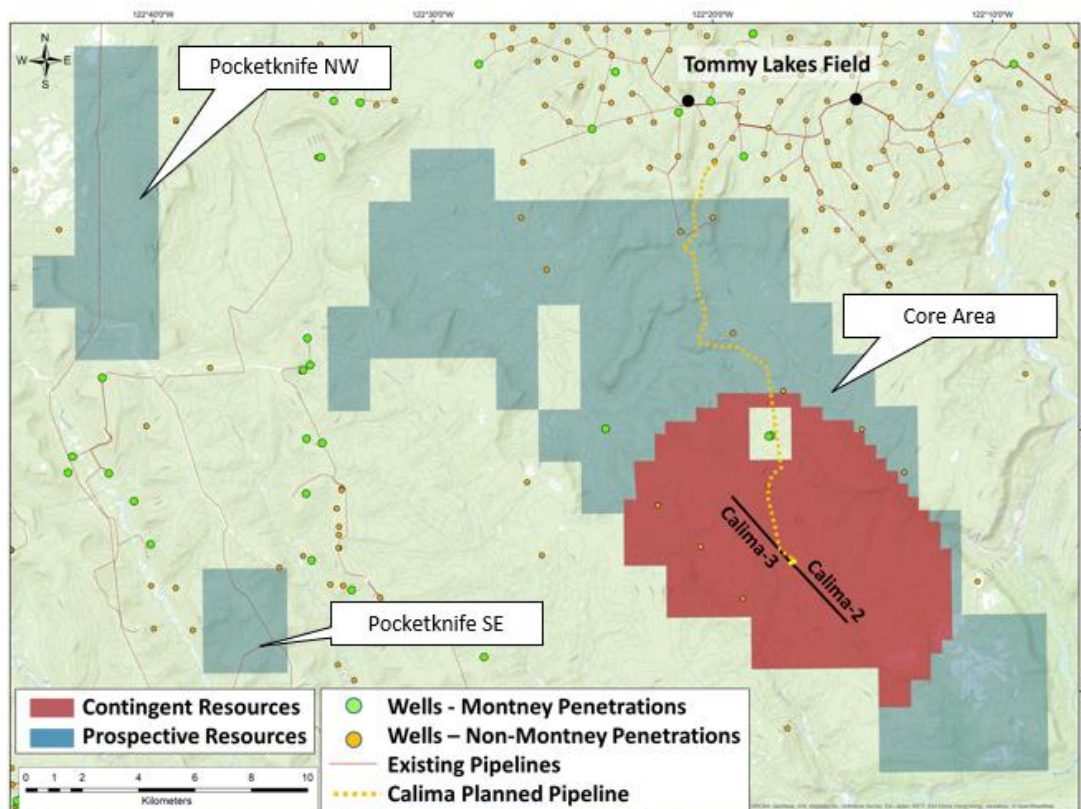 122°40'0"W 122°30'0"W 122°20'0"W 122°10'0"W
N
W E
S
Pocketknife NW
Tommy Lakes Field
Core Area
Calima-3
Calima-2
Pocketknife SE
Contingent Resources
Prospective Resources
0 1 2 4 6 8 10
Kilometers
Wells - Montney Penetrations
Wells – Non-Montney Penetrations
Existing Pipelines
Calima Planned Pipeline